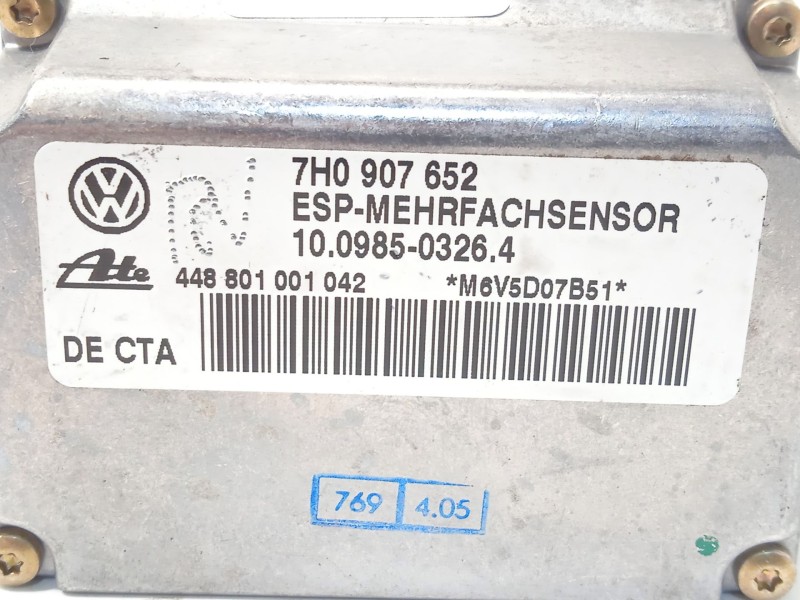 7H0 907 652
ESP-MEHRFACHSENSOR
10.0985-0326.4
Ate
448 801 001 042 *M6V5D07B51*
DE CTA
769 4.05